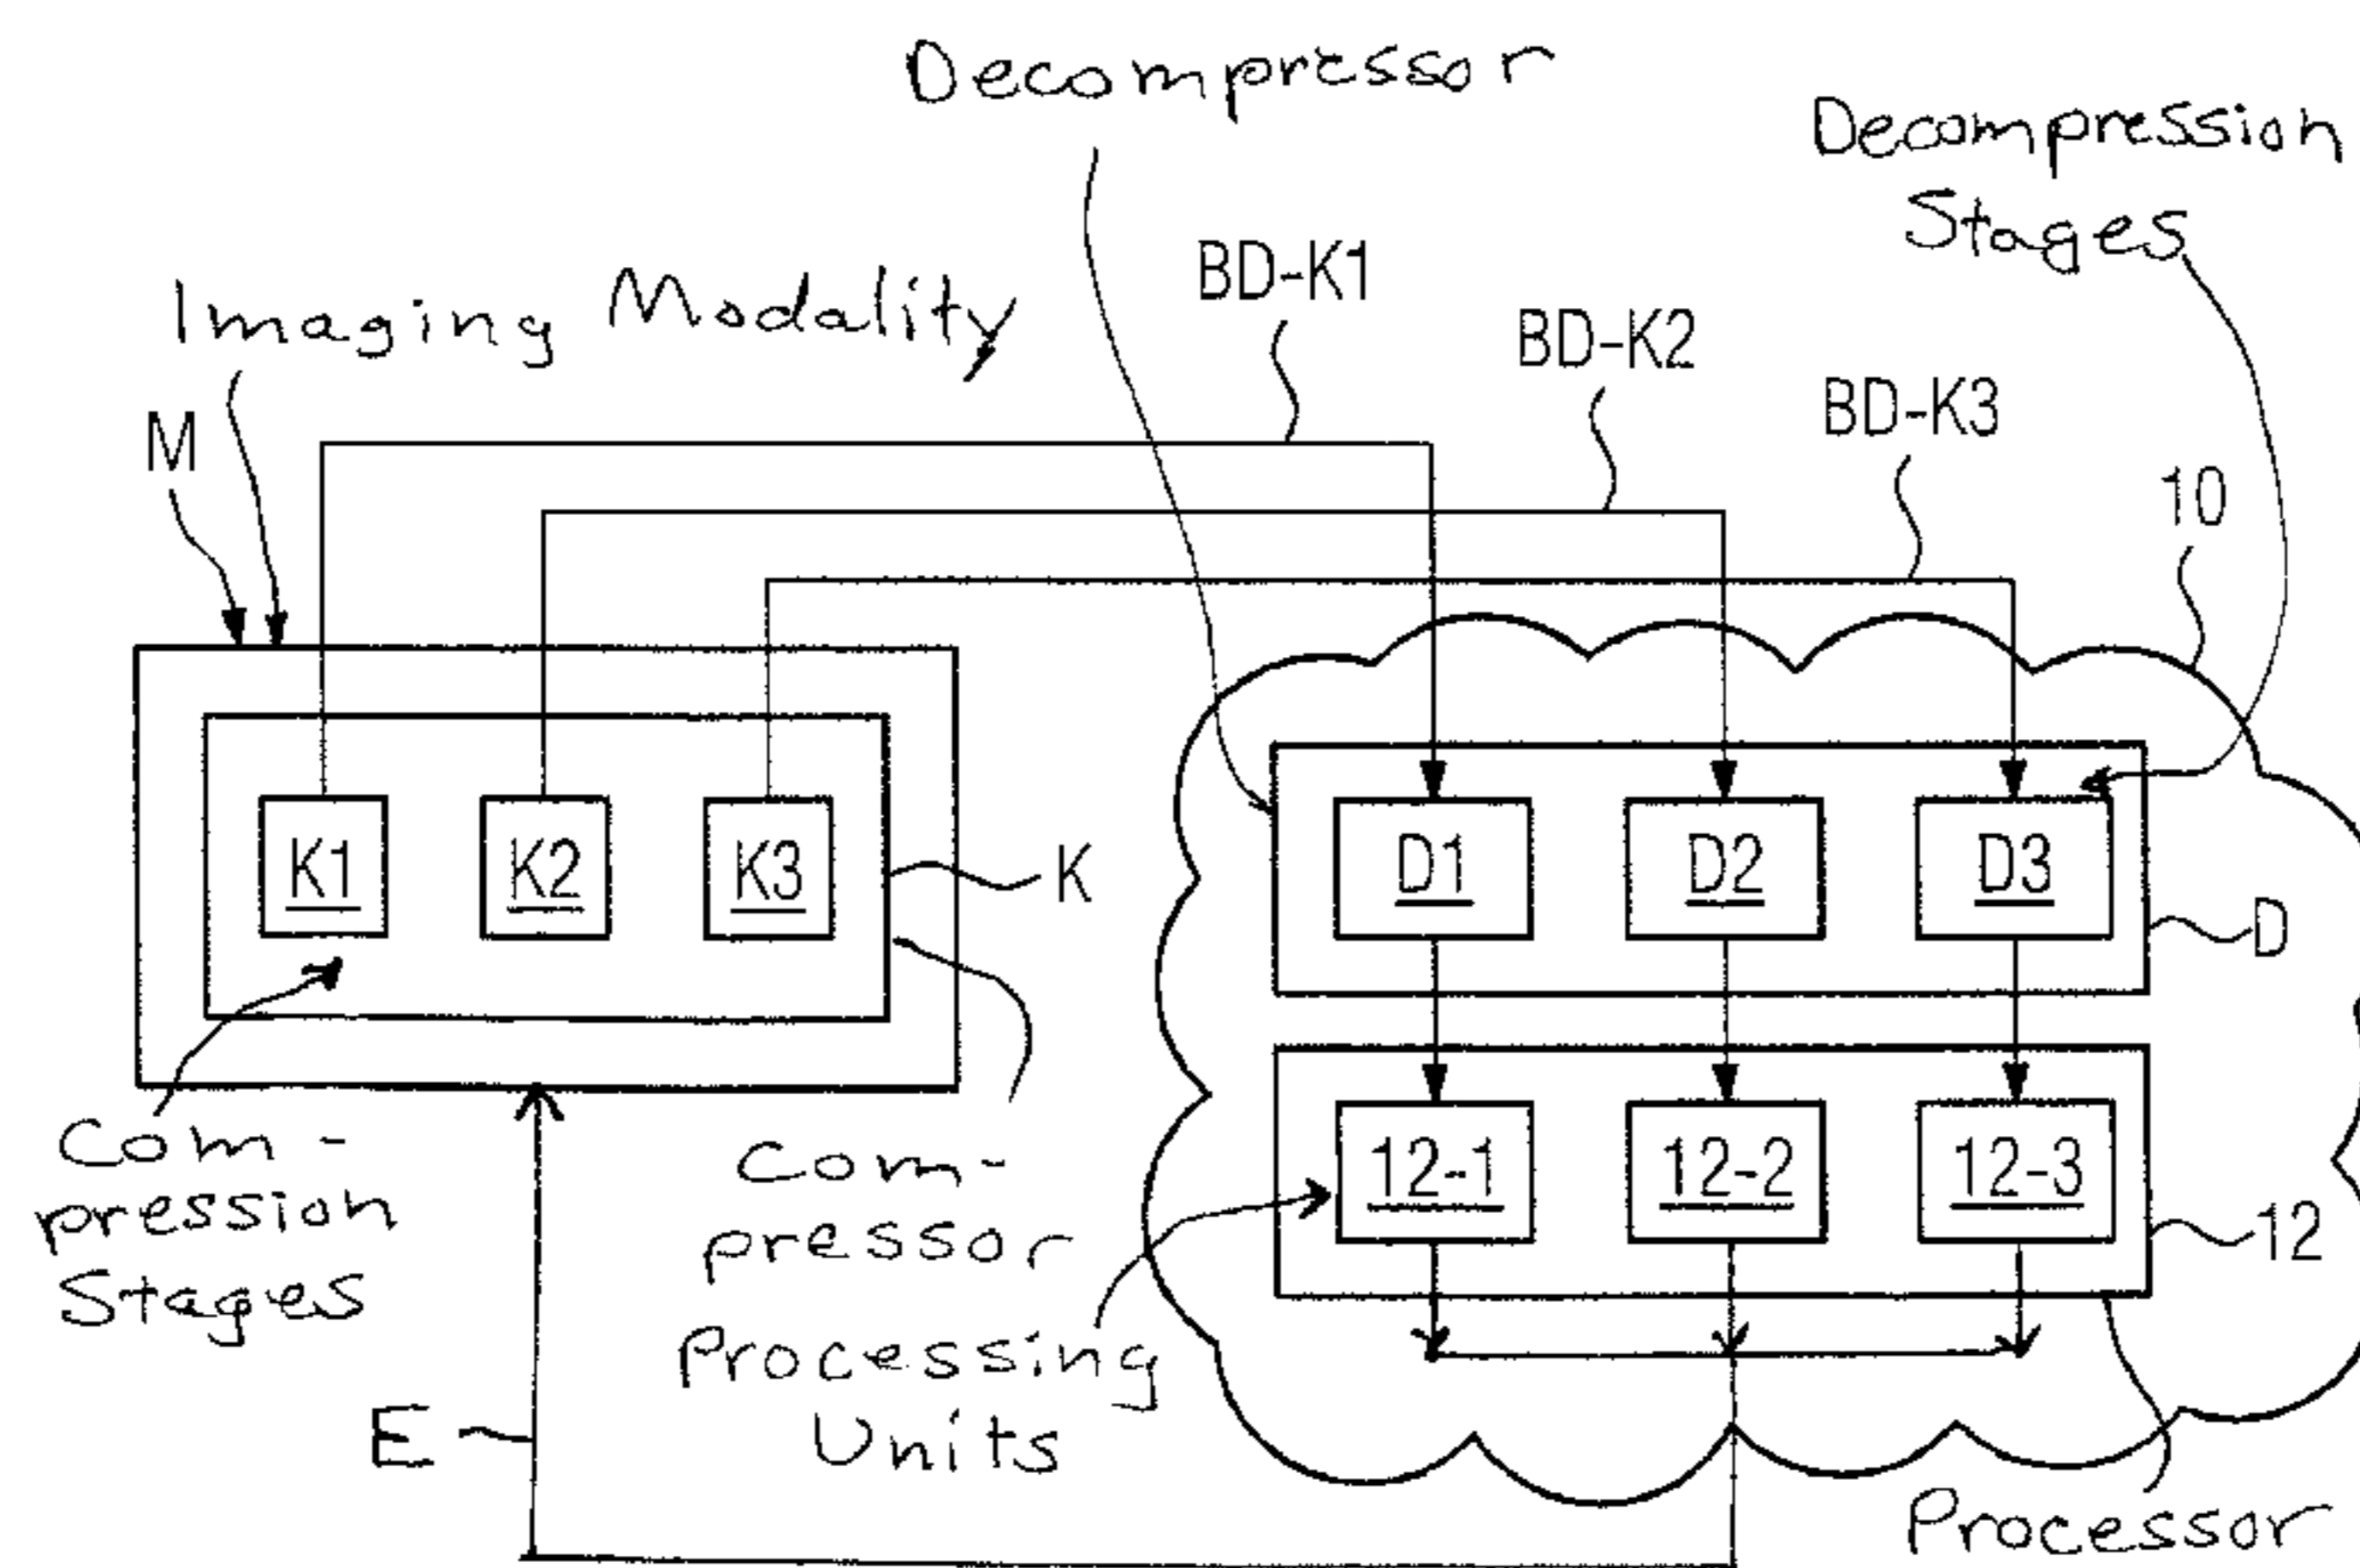 Decompressor
Decompression
Stages
BD-K1
Imaging Modality
BD-K2
BD-K3
M
10
K1
K2
K3
K
D1
D2
D3
D
Com-
pression
Stages
Com-
pressor
12-1
12-2
12-3
12
Processing
Units
E
Processor